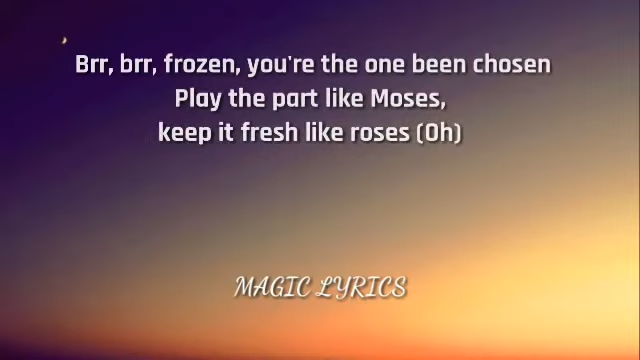 Brr, brr, frozen, you're the one been chosen
Play the part like Moses,
keep it fresh like roses (Oh)
MAGIC LYRICS